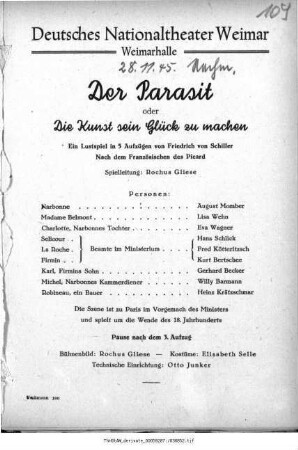 109
Deutsches Nationaltheater Weimar
Weimarhalle
28. 11. 45. Nachm.
Der Parasit
oder
Die Kunst sein Glück zu machen
Ein Lustspiel in 5 Aufzügen von Friedrich von Schiller
Nach dem Französischen des Picard
Spielleitung: Rochus Gliese
Personen:
Narbonne . . . August Momber
Madame Belmont . . . Lisa Wehn
Charlotte, Narbonnes Tochter . . . Eva Wegner
Selicour . . } Beamte im Ministerium . . { Hans Schlick
La Roche . . } { Fred Kötteritzsch
Firmin . . } { Kurt Bertschee
Karl, Firmins Sohn . . . Gerhard Becker
Michel, Narbonnes Kammerdiener . . . Willy Barmann
Robineau, ein Bauer . . . Heinz
Die Szene ist zu Paris im Vorgemach des Ministers
und spielt um die Wende des 18. Jahrhunderts
Pause nach dem 3. Aufzug
Bühnenbild: Rochus Gliese — Kostüme: Elisabeth Selle
Technische Einrichtung: Otto Junker